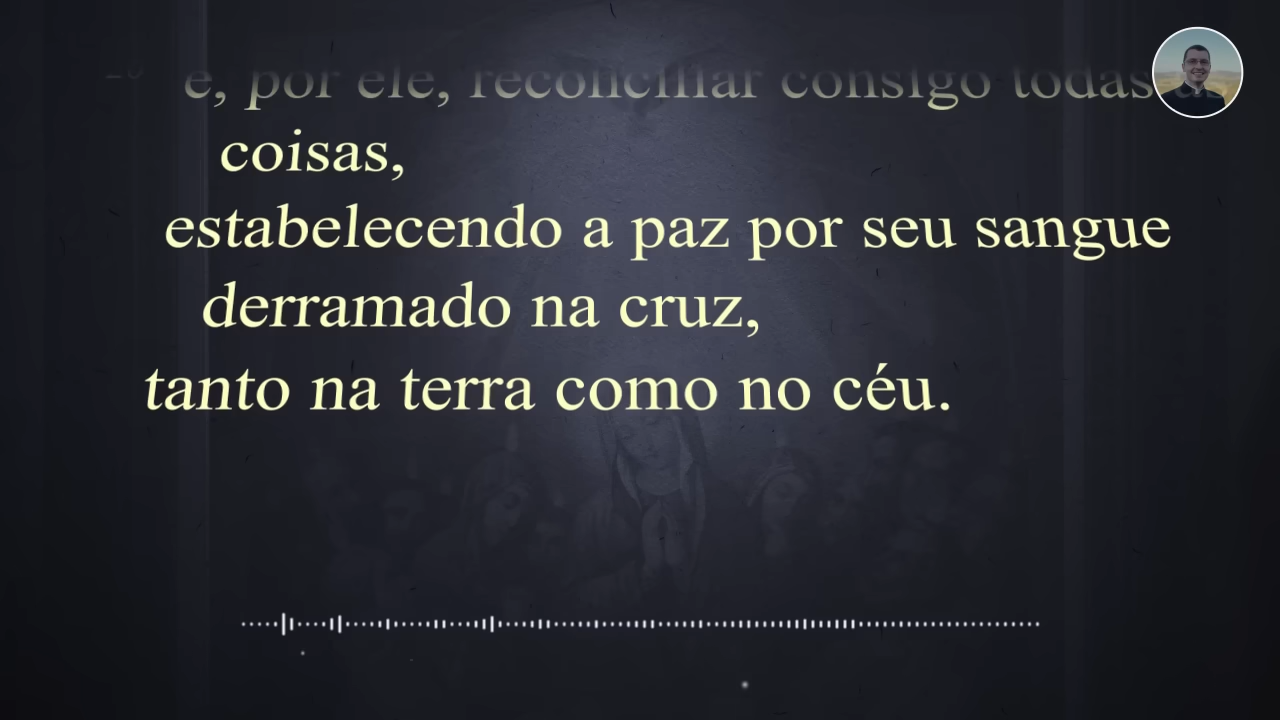 e, por ele, reconciliar consigo todas
coisas,
estabelecendo a paz por seu sangue
derramado na cruz,
tanto na terra como no céu.